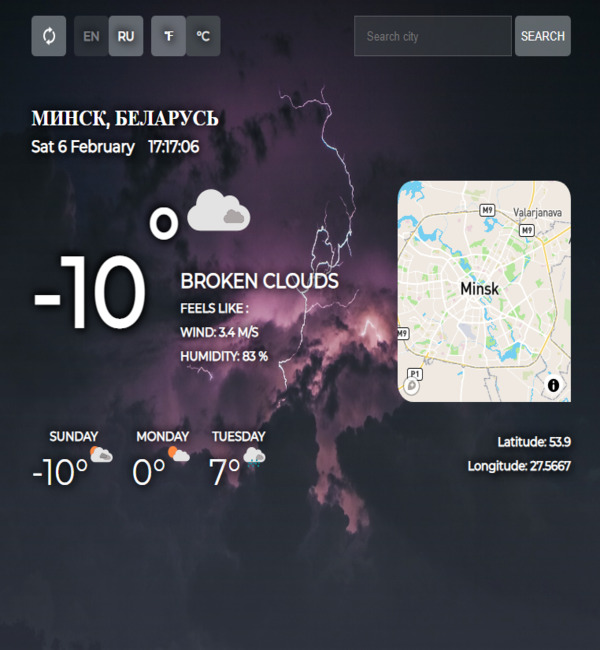 EN RU °F °C Search city SEARCH
МИНСК, БЕЛАРУСЬ
Sat 6 February 17:17:06
-10°
BROKEN CLOUDS
FEELS LIKE :
WIND: 3.4 M/S
HUMIDITY: 83 %
M9
Valarjanava
M9
Minsk
M9
P1
SUNDAY MONDAY TUESDAY
-10° 0° 7°
Latitude: 53.9
Longitude: 27.5667